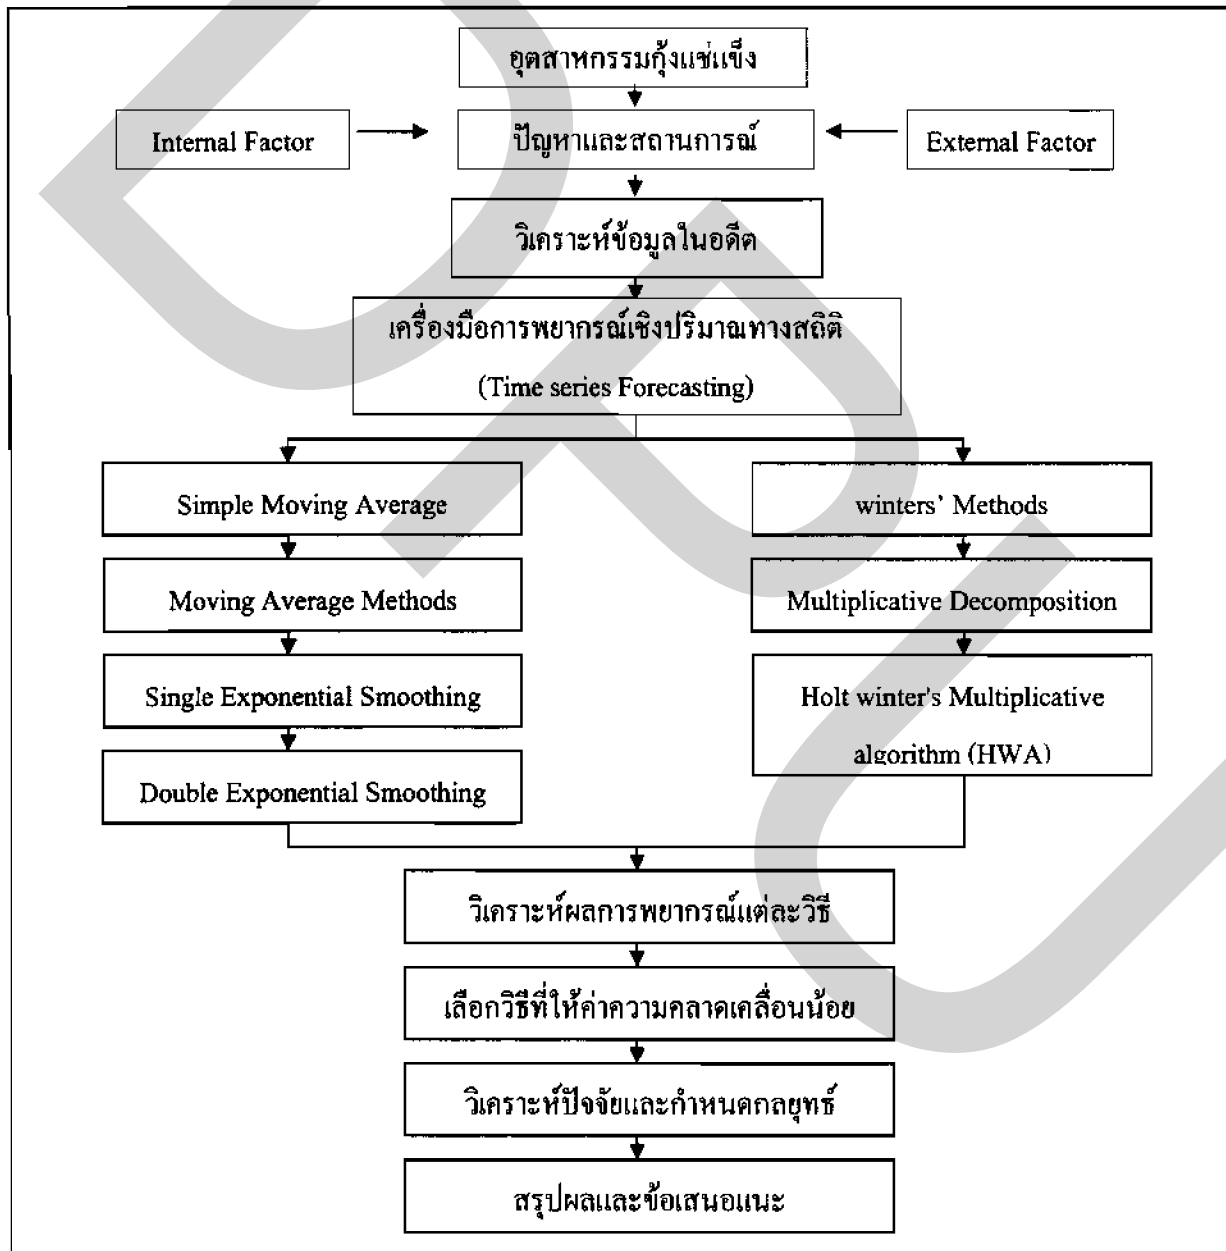 อุตสาหกรรมกุ้งแช่แข็ง
Internal Factor
ปัญหาและสถานการณ์
External Factor
วิเคราะห์ข้อมูลในอดีต
เครื่องมือการพยากรณ์เชิงปริมาณทางสถิติ
(Time series Forecasting)
Simple Moving Average
winters' Methods
Moving Average Methods
Multiplicative Decomposition
Single Exponential Smoothing
Holt winter's Multiplicative
algorithm (HWA)
Double Exponential Smoothing
วิเคราะห์ผลการพยากรณ์แต่ละวิธี
เลือกวิธีที่ให้ค่าความคลาดเคลื่อนน้อย
วิเคราะห์ปัจจัยและกำหนดกลยุทธ์
สรุปผลและข้อเสนอแนะ